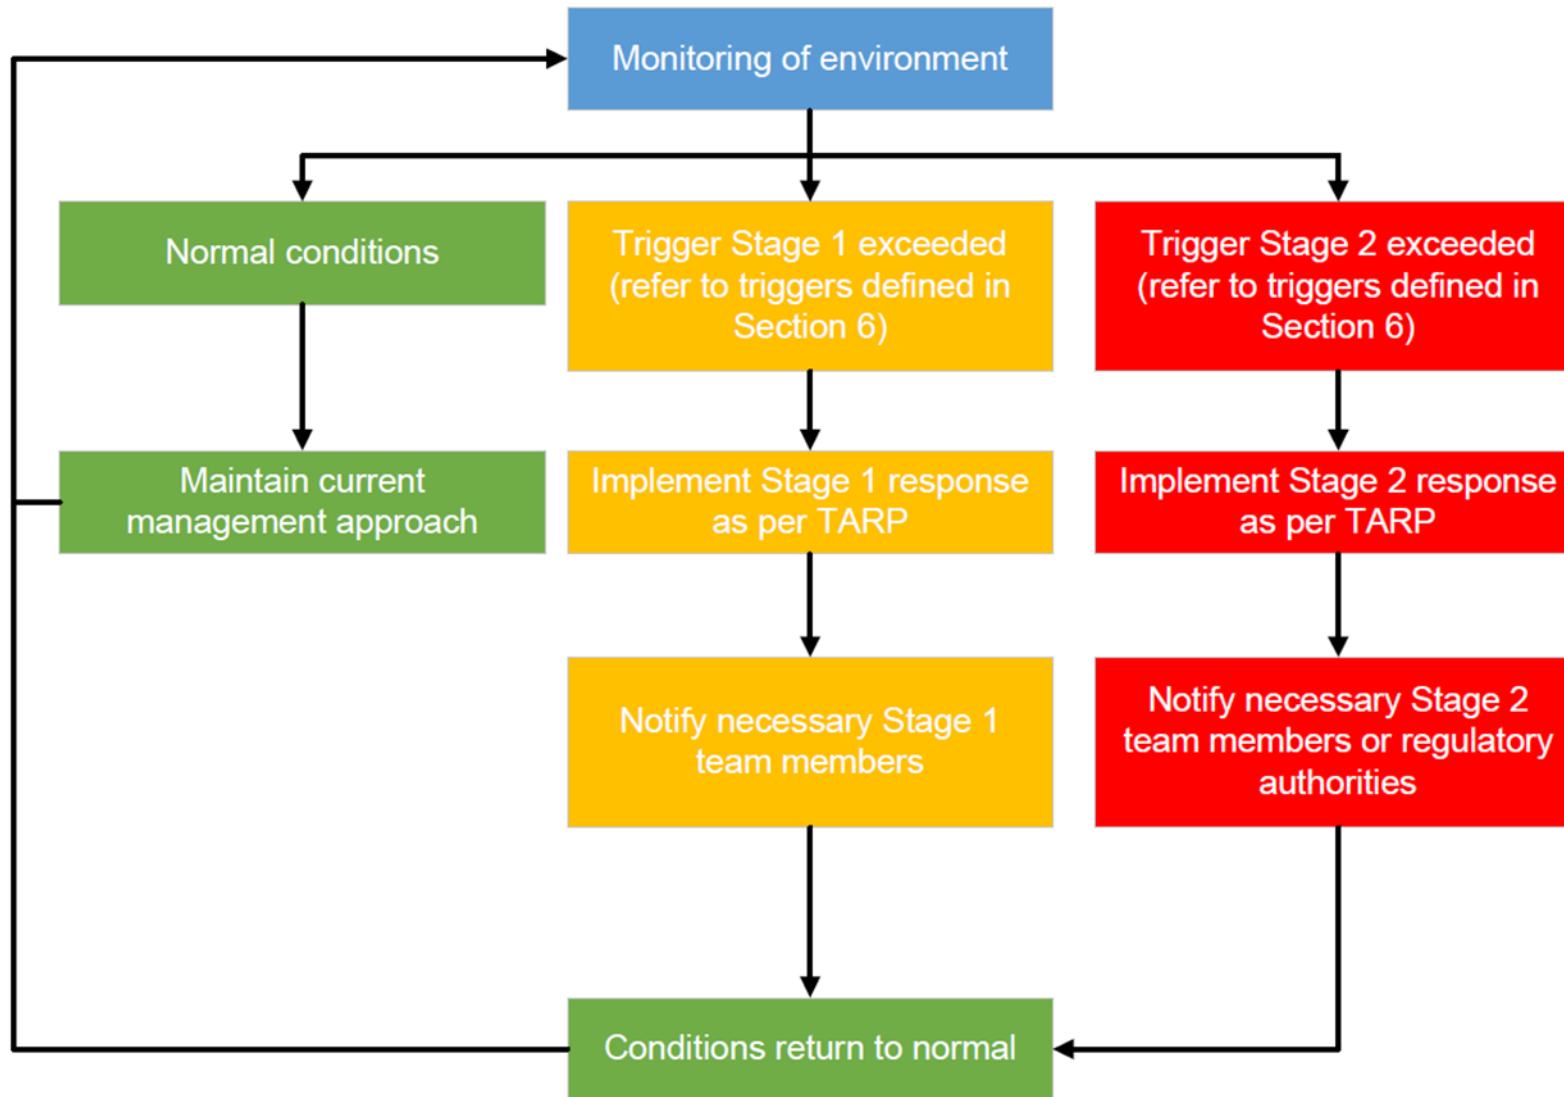 Monitoring of environment
Normal conditions
Trigger Stage 1 exceeded
(refer to triggers defined in
Section 6)
Trigger Stage 2 exceeded
(refer to triggers defined in
Section 6)
Maintain current
management approach
Implement Stage 1 response
as per TARP
Implement Stage 2 response
as per TARP
Notify necessary Stage 1
team members
Notify necessary Stage 2
team members or regulatory
authorities
Conditions return to normal